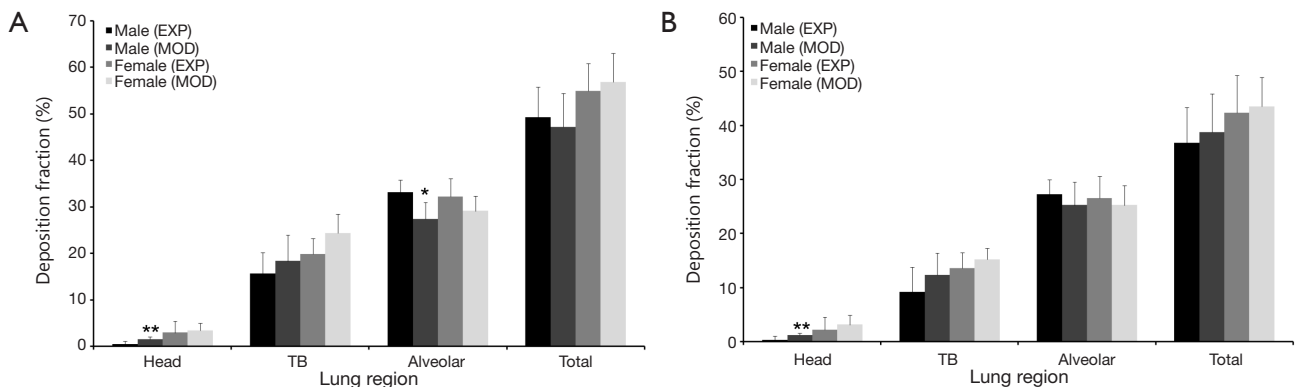 A
70
60
50
40
30
20
10
0
Deposition fraction (%)
Male (EXP)
Male (MOD)
Female (EXP)
Female (MOD)
**
*
Head TB Alveolar Total
Lung region
B
60
50
40
30
20
10
0
Deposition fraction (%)
Male (EXP)
Male (MOD)
Female (EXP)
Female (MOD)
**
Head TB Alveolar Total
Lung region